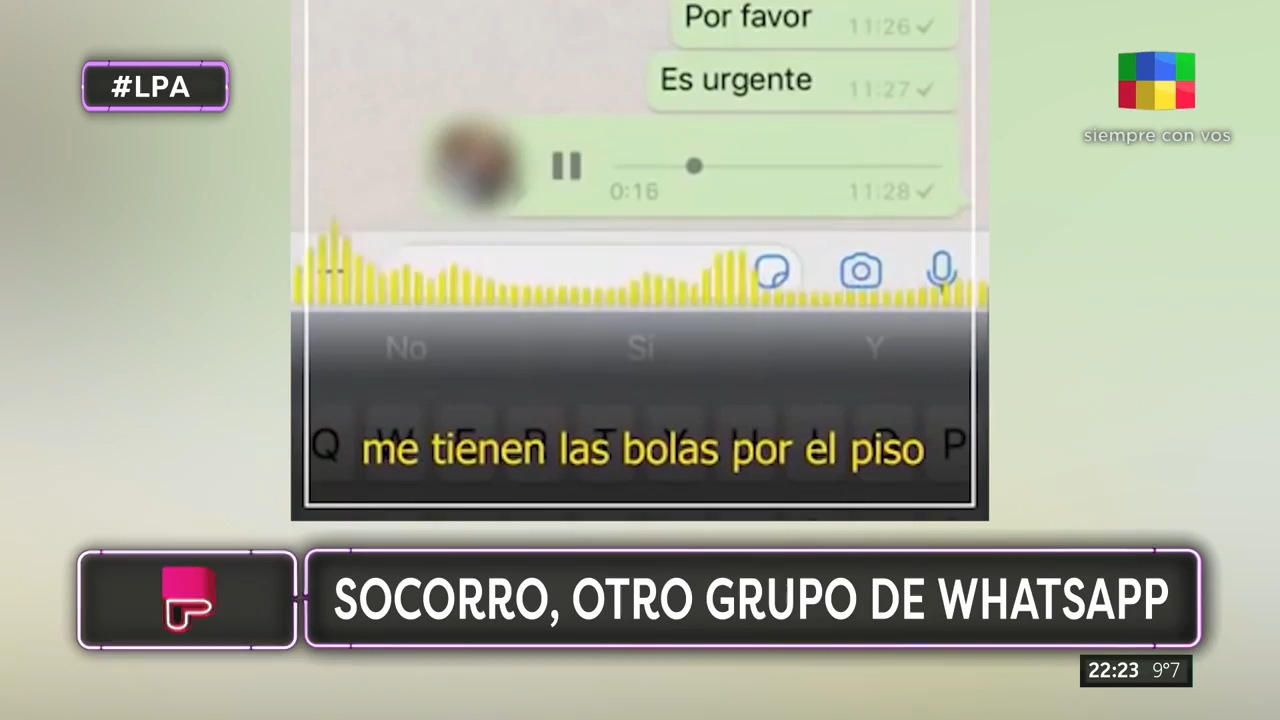 Por favor
11:26
#LPA
Es urgente
11:27
siempre con vos
0:16
11:28
No
Sí
Y
Q W E R T Y U I O P
me tienen las bolas por el piso
SOCORRO, OTRO GRUPO DE WHATSAPP
22:23 9°7